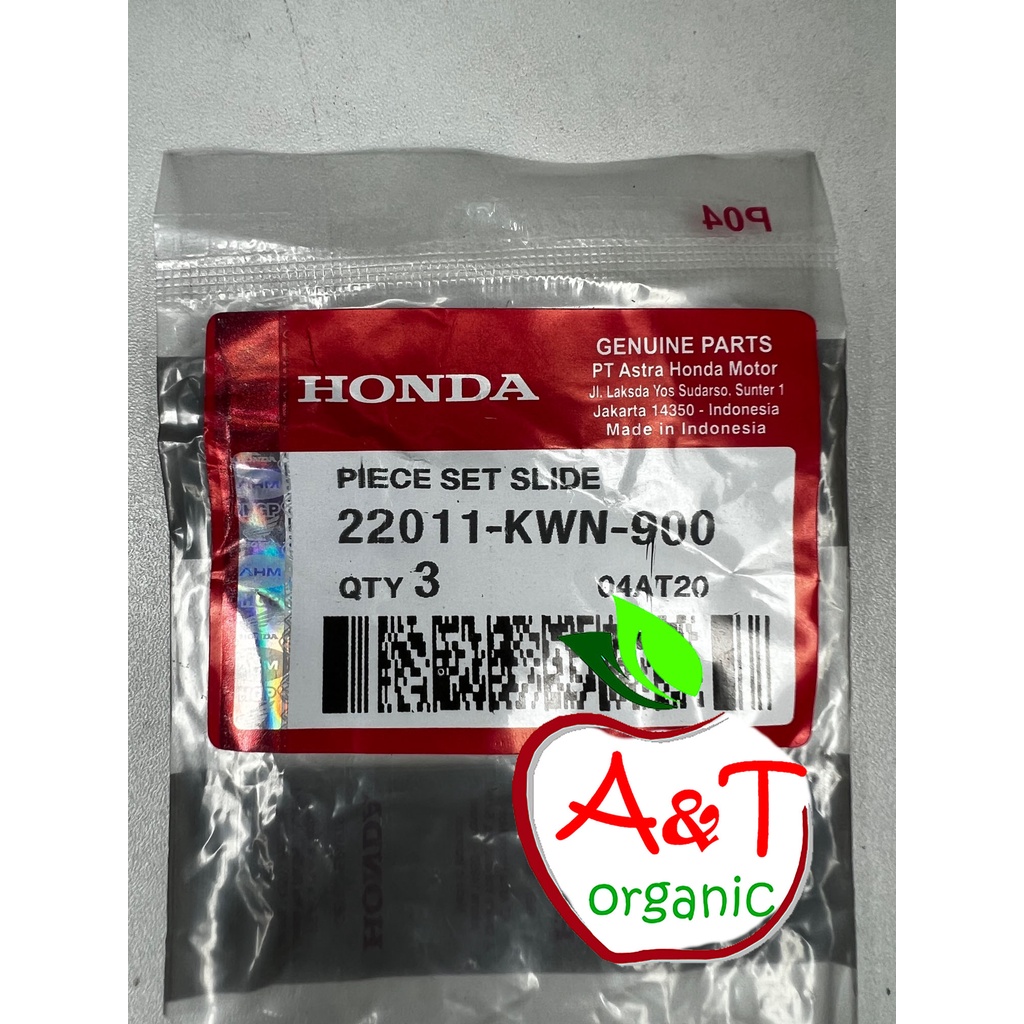 P04
GENUINE PARTS
PT Astra Honda Motor
Jl. Laksda Yos Sudarso, Sunter 1
Jakarta 14350 - Indonesia
Made in Indonesia
HONDA
PIECE SET SLIDE
22011-KWN-900
QTY 3
04AT20
A&T
organic
HONDA